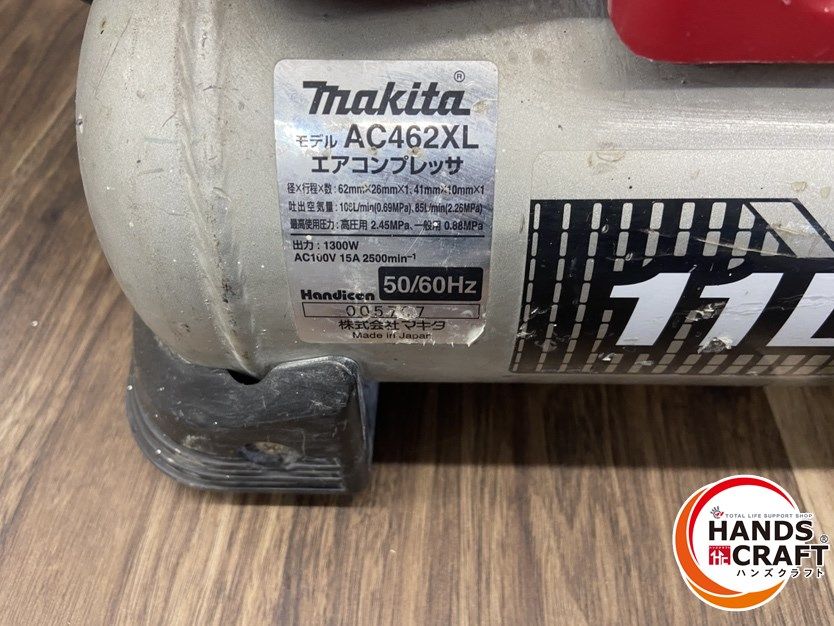 makita®
モデル AC462XL
エアコンプレッサ
径×行程×数：62mm×26mm×1、41mm×10mm×1
吐出空気量：108L/min(0.69MPa)、85L/min(2.26MPa)
最高使用圧力：高圧用 2.45MPa、一般用 0.88MPa
出力：1300W
AC100V 15A 2500min⁻¹
Handicon 50/60Hz
株式会社マキタ
Made in Japan
11L
TOTAL LIFE SUPPORT SHOP
HANDS
CRAFT®
ハンズクラフト